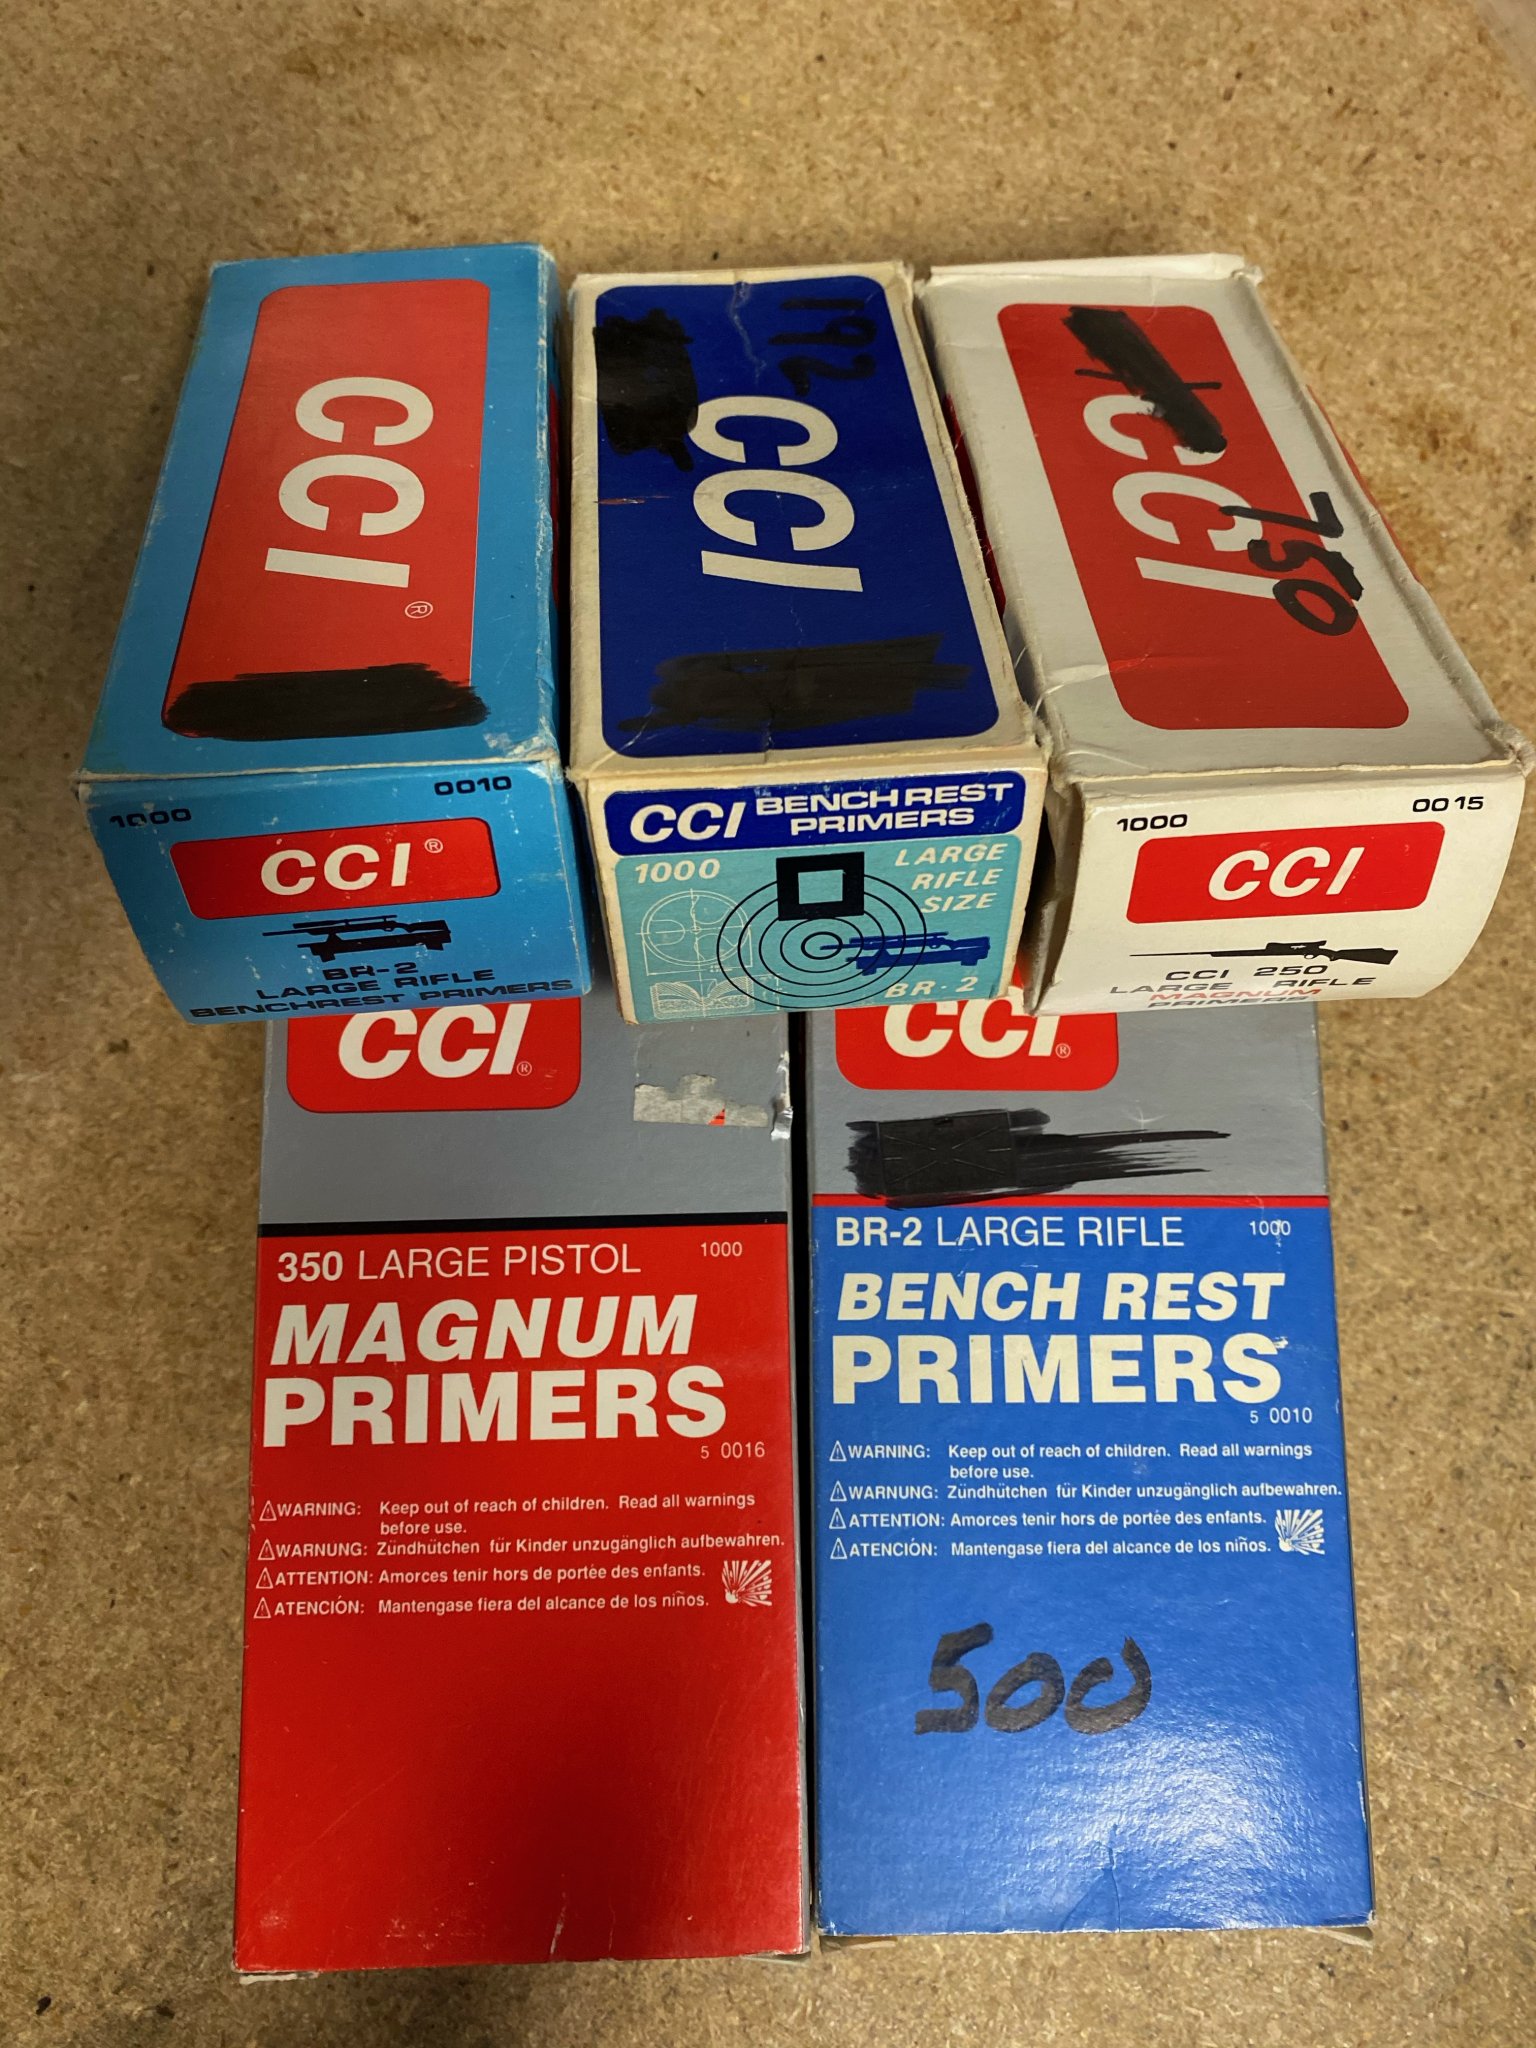 CCI ®
192
CCI
750
CCI
1000 0010
CCI ®
BR-2
LARGE RIFLE
BENCHREST PRIMERS
CCI BENCH REST
PRIMERS
1000 LARGE
RIFLE
SIZE
BR-2
1000 0015
CCI
CCI 250
LARGE RIFLE
MAGNUM
PRIMERS
CCI®
350 LARGE PISTOL 1000
MAGNUM
PRIMERS
5 0016
⚠WARNING: Keep out of reach of children. Read all warnings
before use.
⚠WARNUNG: Zündhütchen für Kinder unzugänglich aufbewahren.
⚠ATTENTION: Amorces tenir hors de portée des enfants.
⚠ATENCIÓN: Mantengase fiera del alcance de los niños.
CCI®
BR-2 LARGE RIFLE 1000
BENCH REST
PRIMERS
5 0010
⚠WARNING: Keep out of reach of children. Read all warnings
before use.
⚠WARNUNG: Zündhütchen für Kinder unzugänglich aufbewahren.
⚠ATTENTION: Amorces tenir hors de portée des enfants.
⚠ATENCIÓN: Mantengase fiera del alcance de los niños.
500